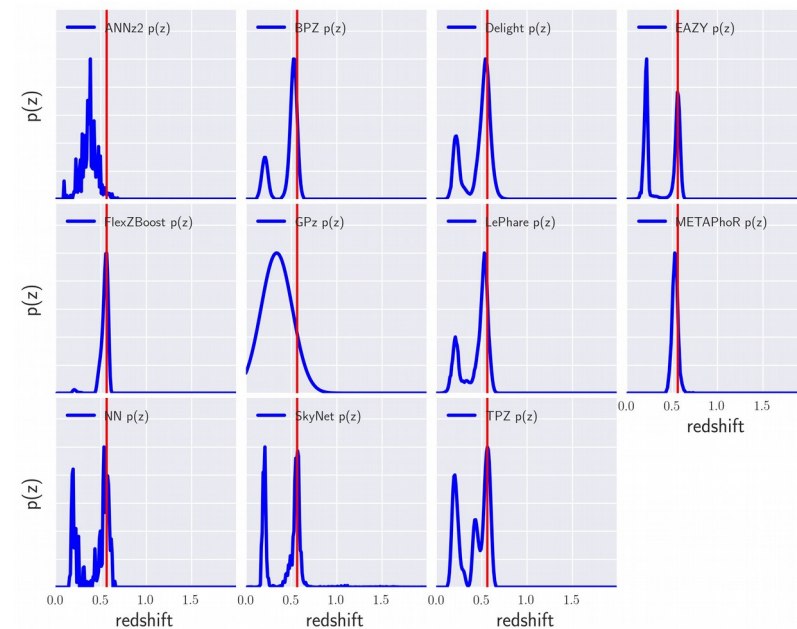 ANNz2 p(z)
BPZ p(z)
Delight p(z)
EAZY p(z)
p(z)
FlexZBoost p(z)
GPz p(z)
LePhare p(z)
METAPhoR p(z)
p(z)
0.0 0.5 1.0 1.5
redshift
NN p(z)
SkyNet p(z)
TPZ p(z)
p(z)
0.0 0.5 1.0 1.5
0.0 0.5 1.0 1.5
0.0 0.5 1.0 1.5
redshift
redshift
redshift